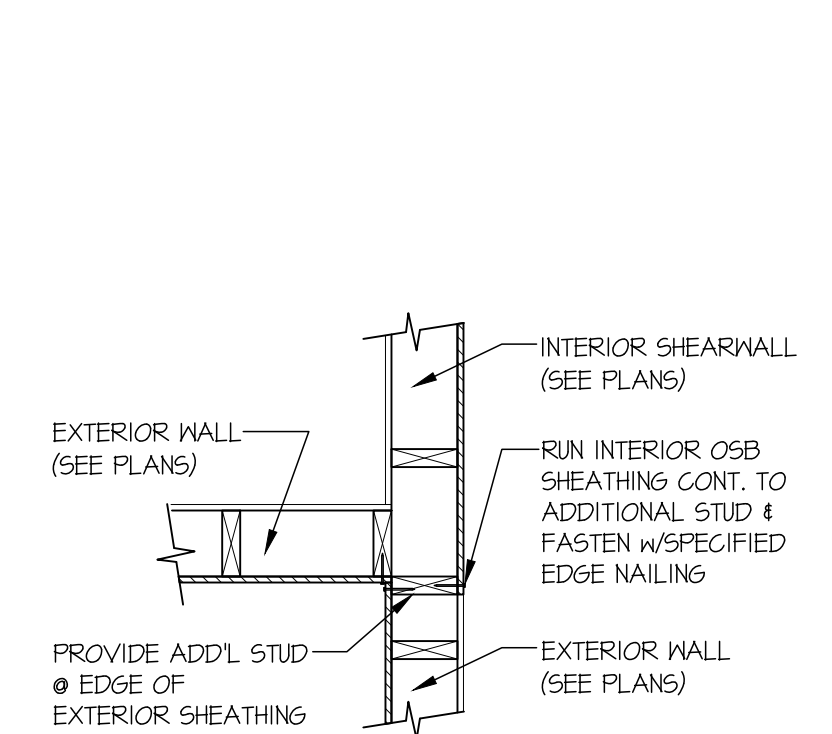 INTERIOR SHEARWALL
(SEE PLANS)
EXTERIOR WALL
(SEE PLANS)
RUN INTERIOR OSB
SHEATHING CONT. TO
ADDITIONAL STUD &
FASTEN w/SPECIFIED
EDGE NAILING
PROVIDE ADD'L STUD
@ EDGE OF
EXTERIOR SHEATHING
EXTERIOR WALL
(SEE PLANS)